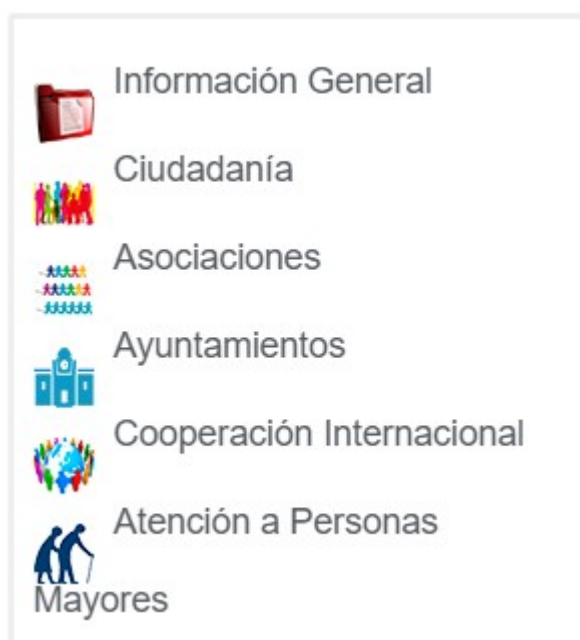 Información General
Ciudadanía
Asociaciones
Ayuntamientos
Cooperación Internacional
Atención a Personas
Mayores